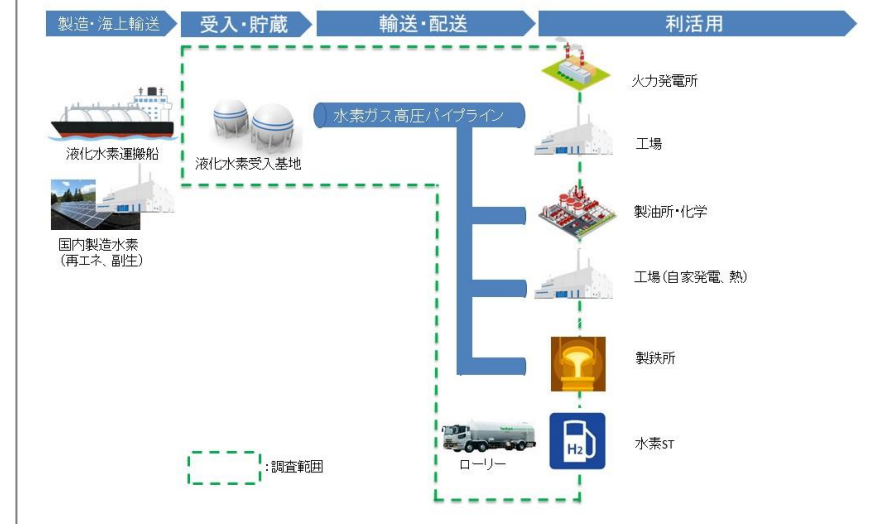 製造・海上輸送
受入・貯蔵
輸送・配送
利活用
火力発電所
水素ガス高圧パイプライン
工場
液化水素運搬船
液化水素受入基地
製油所・化学
国内製造水素
(再エネ、副生)
工場(自家発電、熱)
製鉄所
H2
水素ST
ローリー
:調査範囲